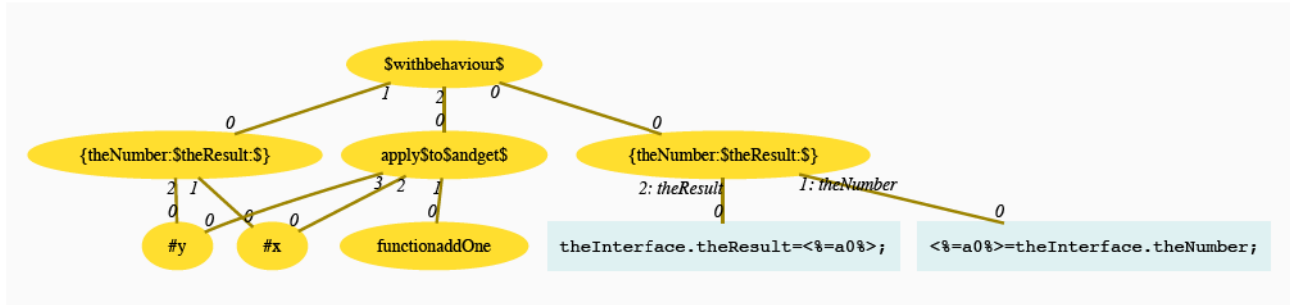 $withbehaviour$
1 2 0
0 0 0
{theNumber:$theResult:$} apply$to$andget$ {theNumber:$theResult:$}
2 1 3 2 1 2: theResult 1: theNumber
0 0 0 0 0 0 0
#y #x functionaddOne theInterface.theResult=<%=a0%>; <%=a0%>=theInterface.theNumber;